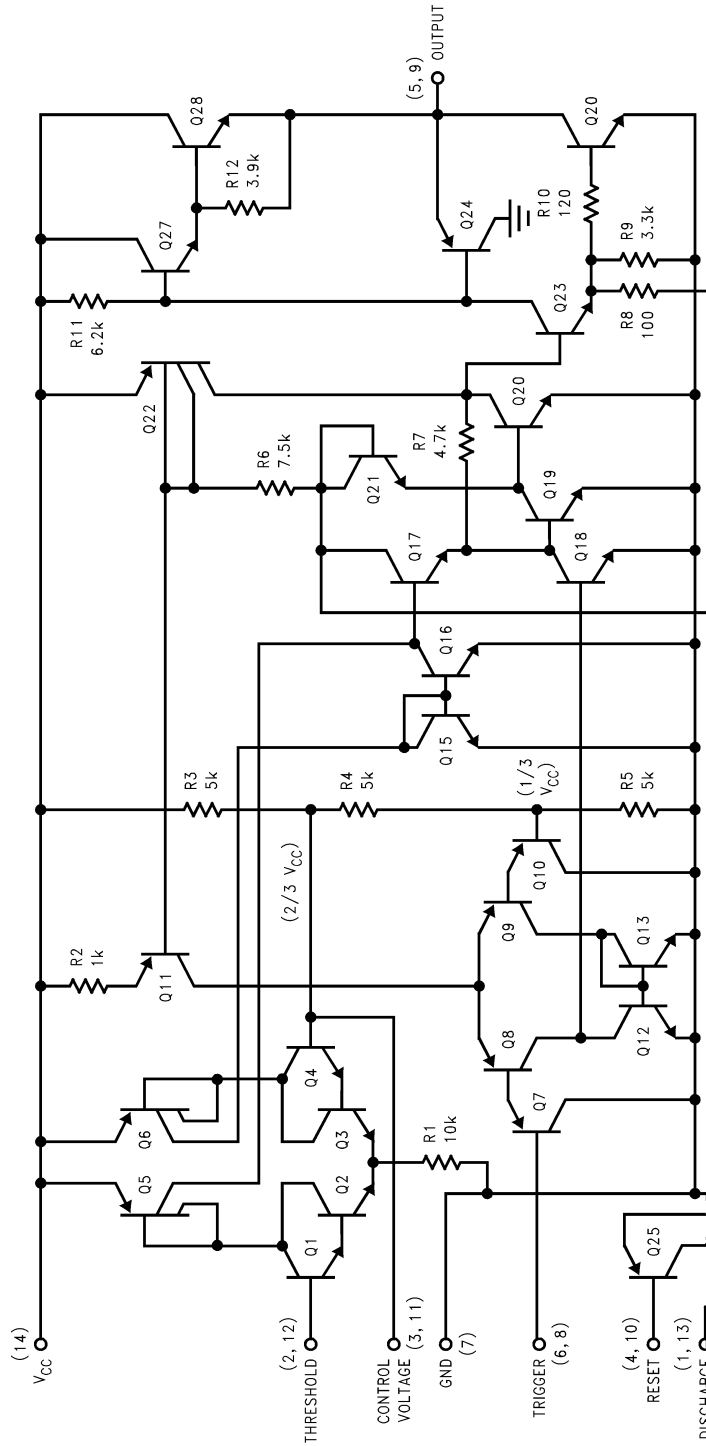 (14)
VCC
(2, 12)
THRESHOLD
CONTROL
VOLTAGE
(3, 11)
GND
(7)
TRIGGER
(6, 8)
(4, 10)
RESET
(1, 13)
DISCHARGE
Q5
Q6
Q1
Q2
Q3
Q4
R1
10k
Q7
Q8
Q9
Q10
Q12
Q13
Q25
R2
1k
Q11
(2/3 VCC)
R3
5k
R4
5k
(1/3
VCC)
R5
5k
Q15
Q16
Q17
Q18
Q19
Q20
Q21
R6
7.5k
R7
4.7k
Q22
R11
6.2k
Q27
Q28
R12
3.9k
Q24
Q23
R8
100
R9
3.3k
R10
120
Q20
(5, 9)
OUTPUT